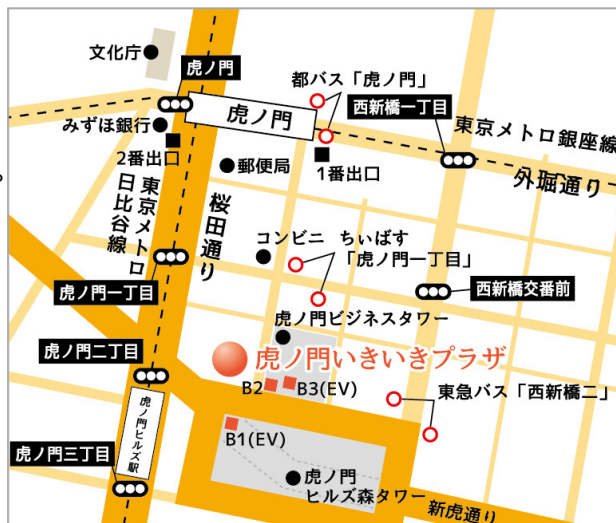 文化庁
虎ノ門
都バス「虎ノ門」
西新橋一丁目
東京メトロ銀座線
虎ノ門
みずほ銀行
2番出口
郵便局
1番出口
外堀通り
東京メトロ
日比谷線
桜田通り
コンビニ
ちぃばす
「虎ノ門一丁目」
虎ノ門一丁目
西新橋交番前
虎ノ門ビジネスタワー
虎ノ門二丁目
虎ノ門いきいきプラザ
B2
B3(EV)
東急バス「西新橋二」
虎ノ門ヒルズ駅
B1(EV)
虎ノ門三丁目
虎ノ門
ヒルズ森タワー
新虎通り